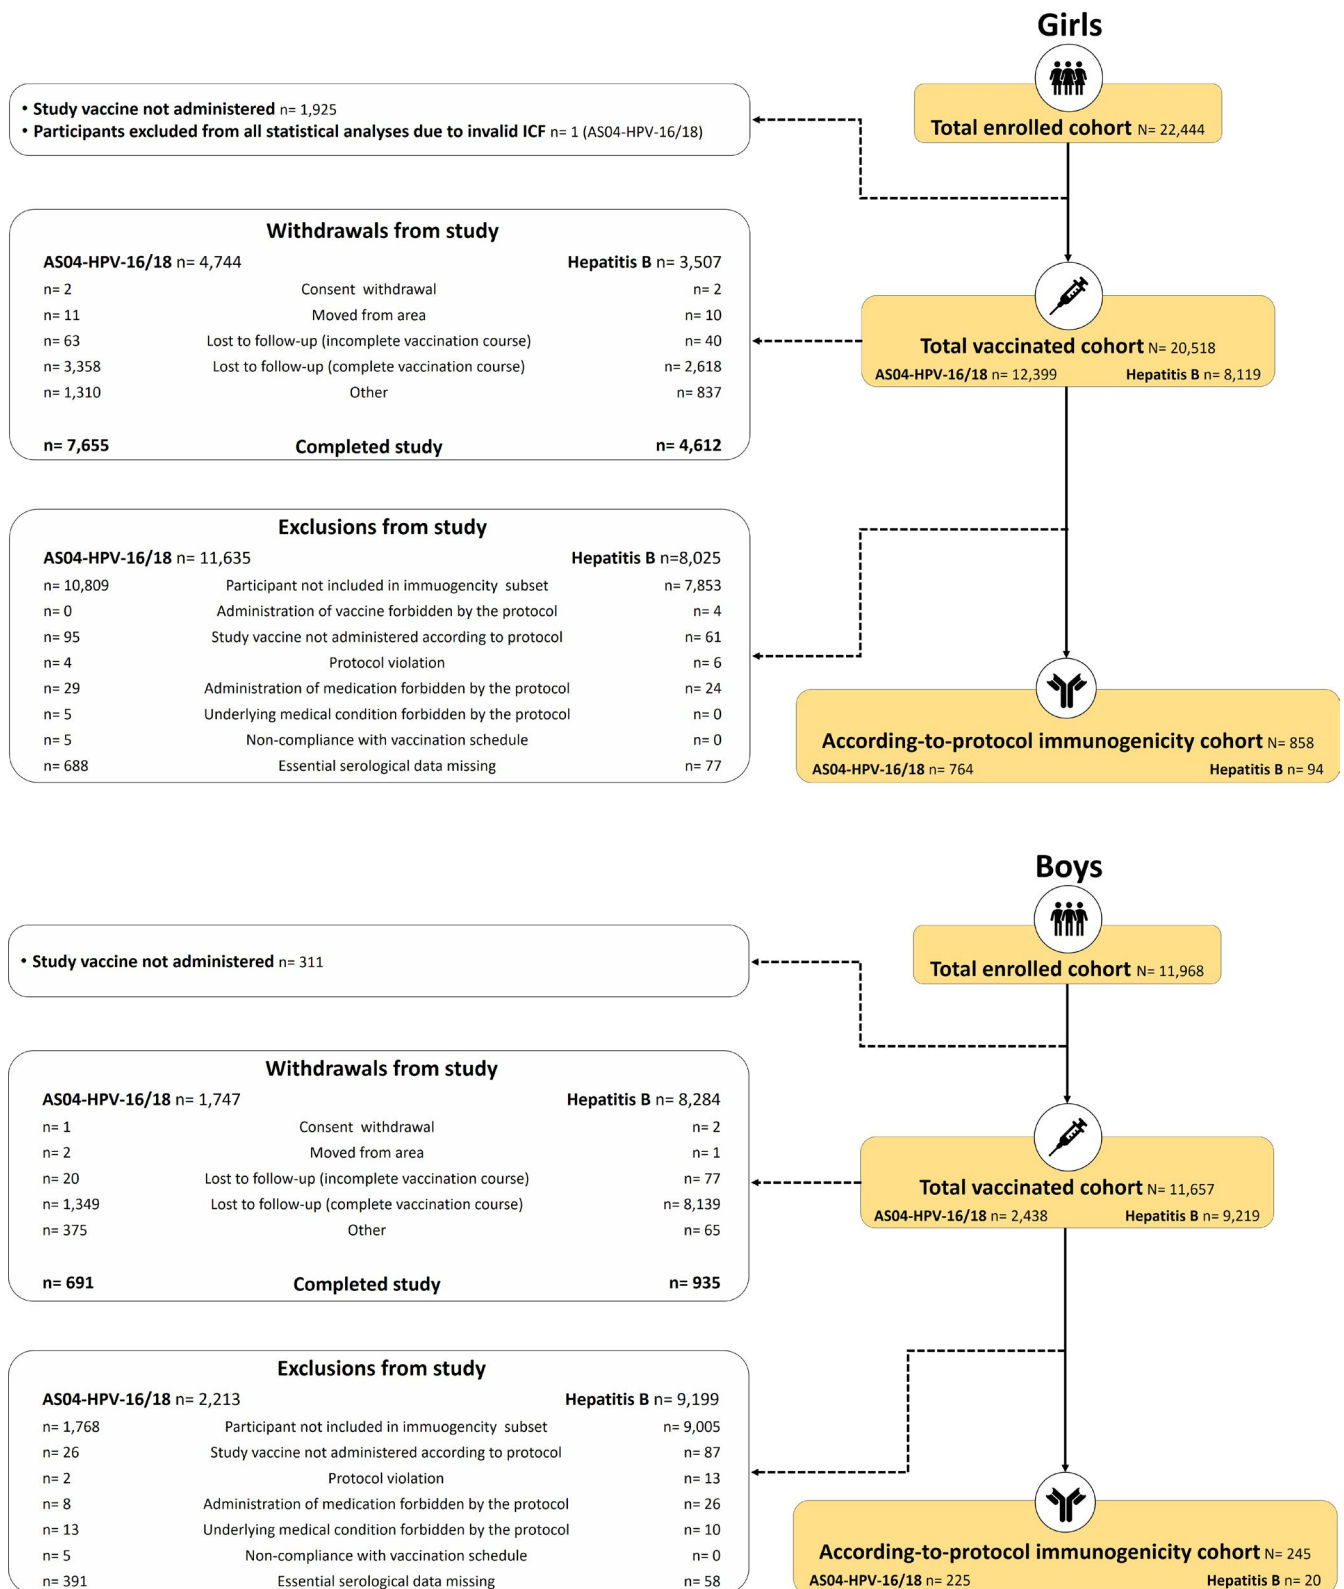 Girls
Total enrolled cohort N= 22,444
• Study vaccine not administered n= 1,925
• Participants excluded from all statistical analyses due to invalid ICF n= 1 (AS04-HPV-16/18)
Withdrawals from study
AS04-HPV-16/18 n= 4,744 Hepatitis B n= 3,507
n= 2 Consent withdrawal n= 2
n= 11 Moved from area n= 10
n= 63 Lost to follow-up (incomplete vaccination course) n= 40
n= 3,358 Lost to follow-up (complete vaccination course) n= 2,618
n= 1,310 Other n= 837
n= 7,655 Completed study n= 4,612
Total vaccinated cohort N= 20,518
AS04-HPV-16/18 n= 12,399 Hepatitis B n= 8,119
Exclusions from study
AS04-HPV-16/18 n= 11,635 Hepatitis B n=8,025
n= 10,809 Participant not included in immuogencity subset n= 7,853
n= 0 Administration of vaccine forbidden by the protocol n= 4
n= 95 Study vaccine not administered according to protocol n= 61
n= 4 Protocol violation n= 6
n= 29 Administration of medication forbidden by the protocol n= 24
n= 5 Underlying medical condition forbidden by the protocol n= 0
n= 5 Non-compliance with vaccination schedule n= 0
n= 688 Essential serological data missing n= 77
According-to-protocol immunogenicity cohort N= 858
AS04-HPV-16/18 n= 764 Hepatitis B n= 94
Boys
Total enrolled cohort N= 11,968
• Study vaccine not administered n= 311
Withdrawals from study
AS04-HPV-16/18 n= 1,747 Hepatitis B n= 8,284
n= 1 Consent withdrawal n= 2
n= 2 Moved from area n= 1
n= 20 Lost to follow-up (incomplete vaccination course) n= 77
n= 1,349 Lost to follow-up (complete vaccination course) n= 8,139
n= 375 Other n= 65
n= 691 Completed study n= 935
Total vaccinated cohort N= 11,657
AS04-HPV-16/18 n= 2,438 Hepatitis B n= 9,219
Exclusions from study
AS04-HPV-16/18 n= 2,213 Hepatitis B n= 9,199
n= 1,768 Participant not included in immuogencity subset n= 9,005
n= 26 Study vaccine not administered according to protocol n= 87
n= 2 Protocol violation n= 13
n= 8 Administration of medication forbidden by the protocol n= 26
n= 13 Underlying medical condition forbidden by the protocol n= 10
n= 5 Non-compliance with vaccination schedule n= 0
n= 391 Essential serological data missing n= 58
According-to-protocol immunogenicity cohort N= 245
AS04-HPV-16/18 n= 225 Hepatitis B n= 20